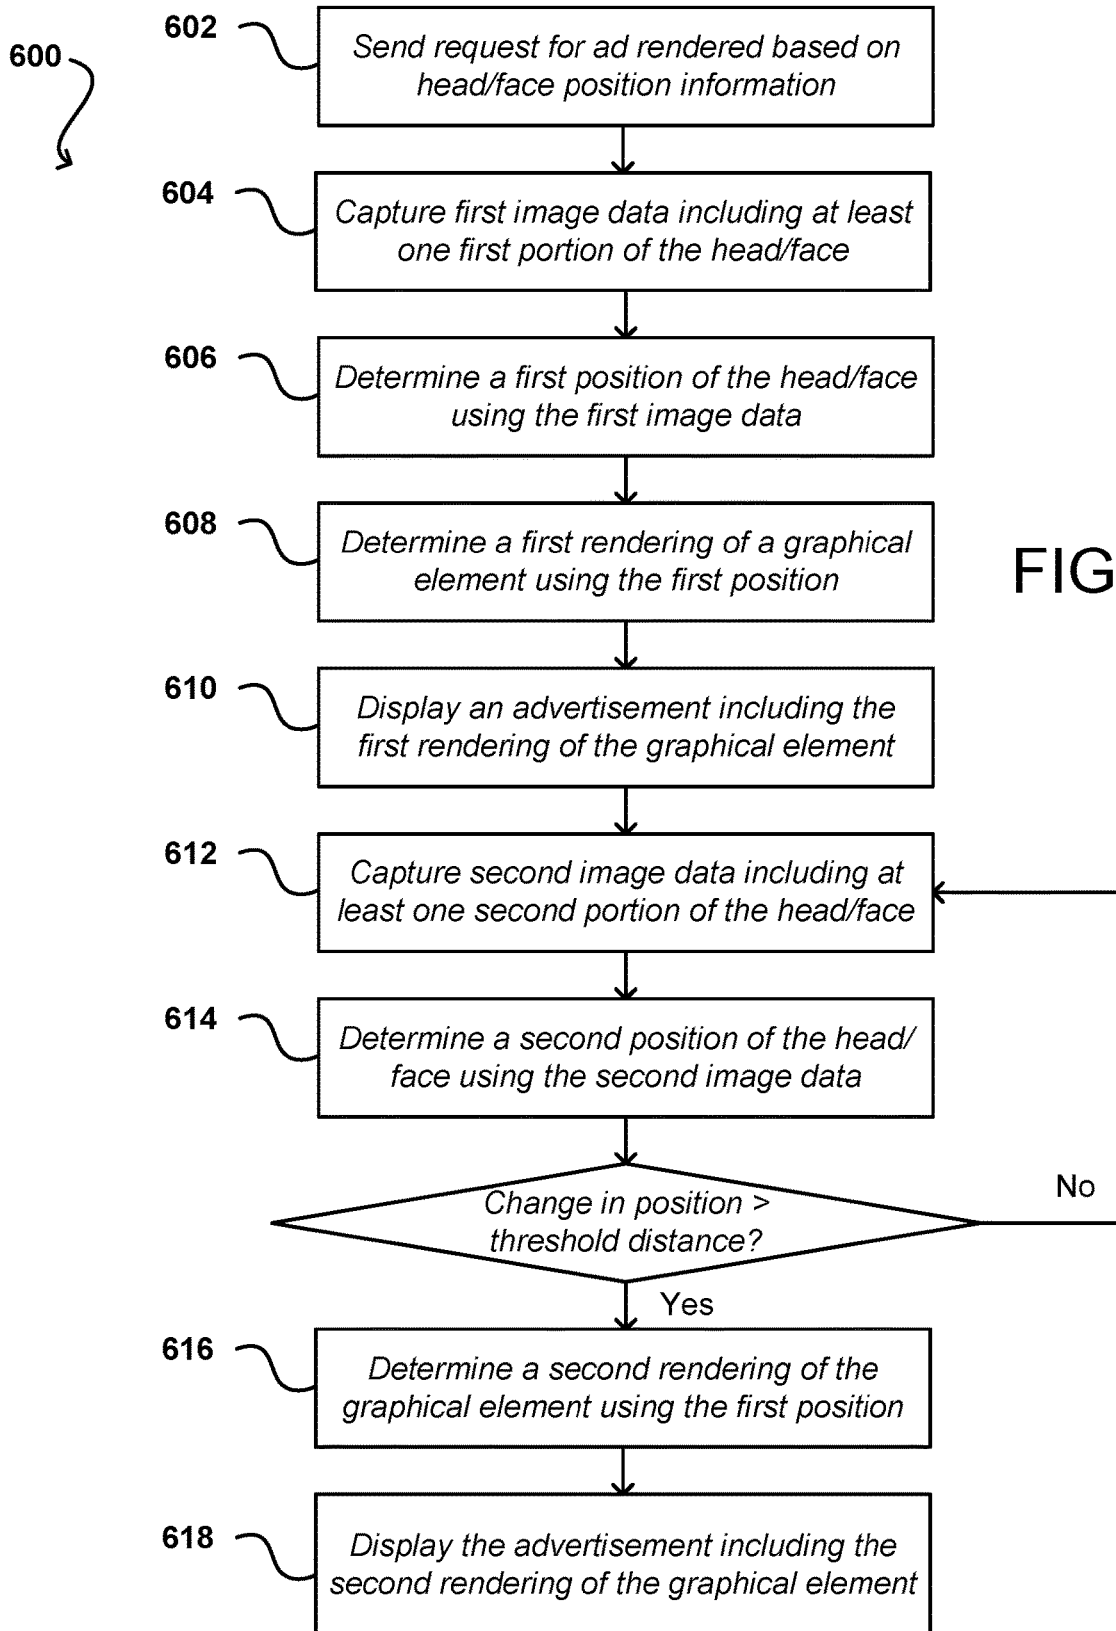 600
602
Send request for ad rendered based on
head/face position information
604
Capture first image data including at least
one first portion of the head/face
606
Determine a first position of the head/face
using the first image data
608
Determine a first rendering of a graphical
element using the first position
FIG
610
Display an advertisement including the
first rendering of the graphical element
612
Capture second image data including at
least one second portion of the head/face
614
Determine a second position of the head/
face using the second image data
Change in position >
threshold distance?
No
Yes
616
Determine a second rendering of the
graphical element using the first position
618
Display the advertisement including the
second rendering of the graphical element